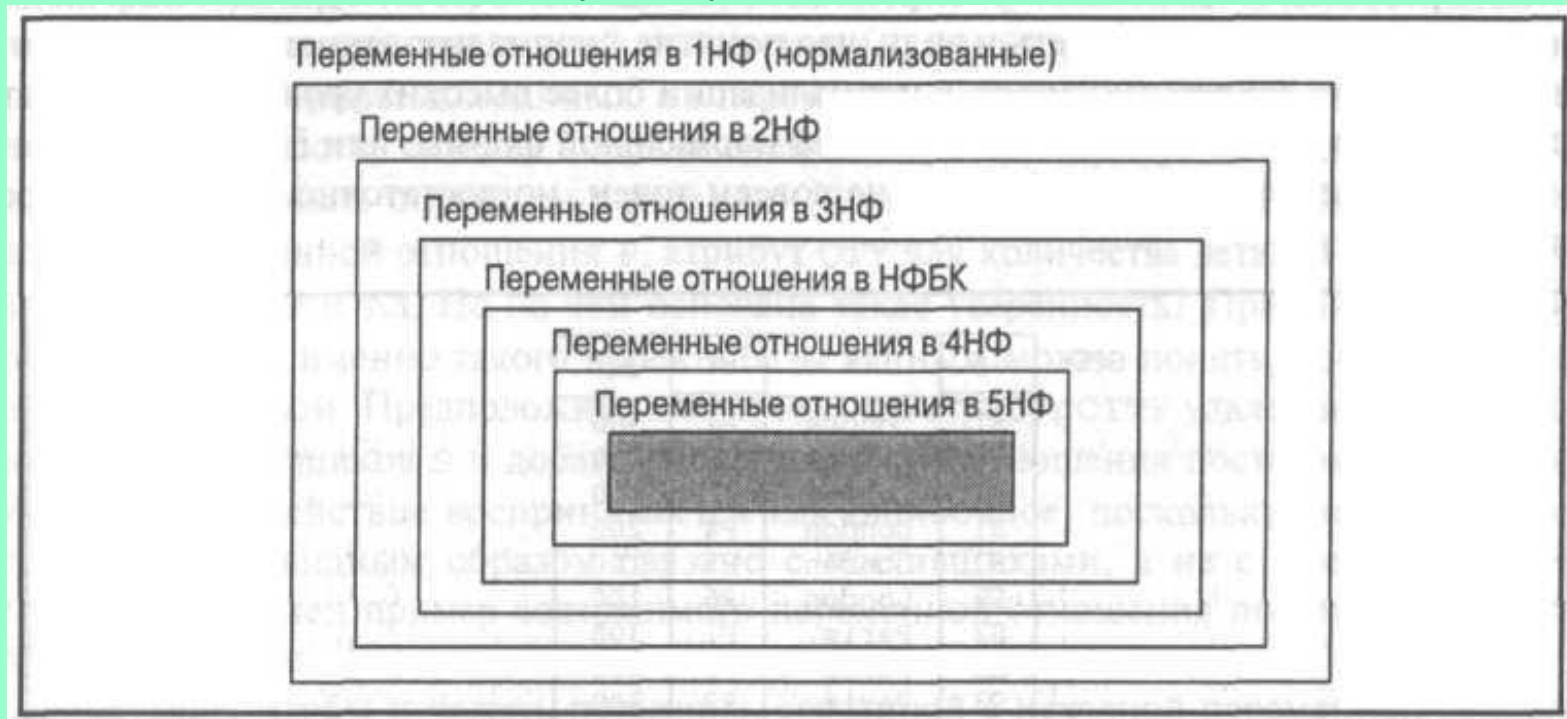 Переменные отношения в 1НФ (нормализованные)
Переменные отношения в 2НФ
Переменные отношения в 3НФ
Переменные отношения в НФБК
Переменные отношения в 4НФ
Переменные отношения в 5НФ